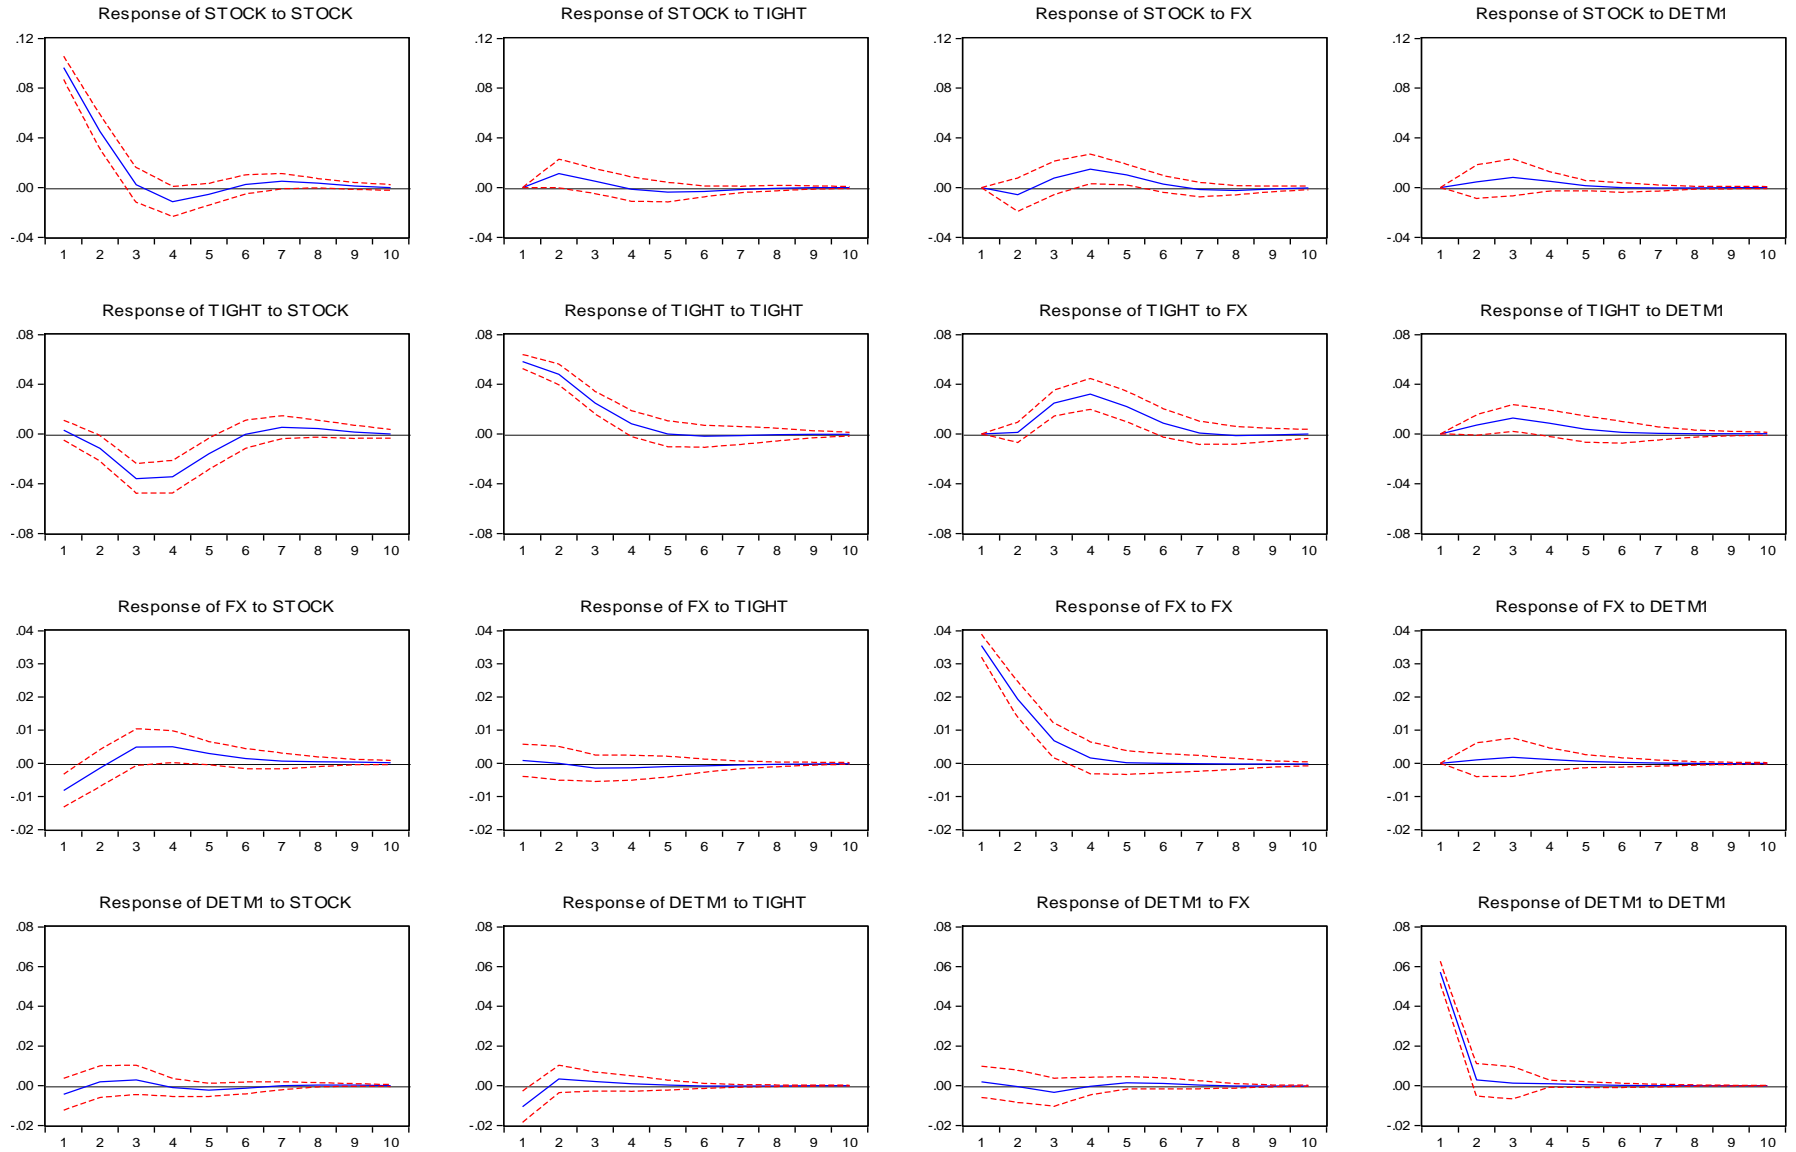 Response of STOCK to STOCK
.12
.08
.04
.00
-.04
1 2 3 4 5 6 7 8 9 10
Response of STOCK to TIGHT
.12
.08
.04
.00
-.04
1 2 3 4 5 6 7 8 9 10
Response of STOCK to FX
.12
.08
.04
.00
-.04
1 2 3 4 5 6 7 8 9 10
Response of STOCK to DETM1
.12
.08
.04
.00
-.04
1 2 3 4 5 6 7 8 9 10
Response of TIGHT to STOCK
.08
.04
.00
-.04
-.08
1 2 3 4 5 6 7 8 9 10
Response of TIGHT to TIGHT
.08
.04
.00
-.04
-.08
1 2 3 4 5 6 7 8 9 10
Response of TIGHT to FX
.08
.04
.00
-.04
-.08
1 2 3 4 5 6 7 8 9 10
Response of TIGHT to DETM1
.08
.04
.00
-.04
-.08
1 2 3 4 5 6 7 8 9 10
Response of FX to STOCK
.04
.03
.02
.01
.00
-.01
-.02
1 2 3 4 5 6 7 8 9 10
Response of FX to TIGHT
.04
.03
.02
.01
.00
-.01
-.02
1 2 3 4 5 6 7 8 9 10
Response of FX to FX
.04
.03
.02
.01
.00
-.01
-.02
1 2 3 4 5 6 7 8 9 10
Response of FX to DETM1
.04
.03
.02
.01
.00
-.01
-.02
1 2 3 4 5 6 7 8 9 10
Response of DETM1 to STOCK
.08
.06
.04
.02
.00
-.02
1 2 3 4 5 6 7 8 9 10
Response of DETM1 to TIGHT
.08
.06
.04
.02
.00
-.02
1 2 3 4 5 6 7 8 9 10
Response of DETM1 to FX
.08
.06
.04
.02
.00
-.02
1 2 3 4 5 6 7 8 9 10
Response of DETM1 to DETM1
.08
.06
.04
.02
.00
-.02
1 2 3 4 5 6 7 8 9 10